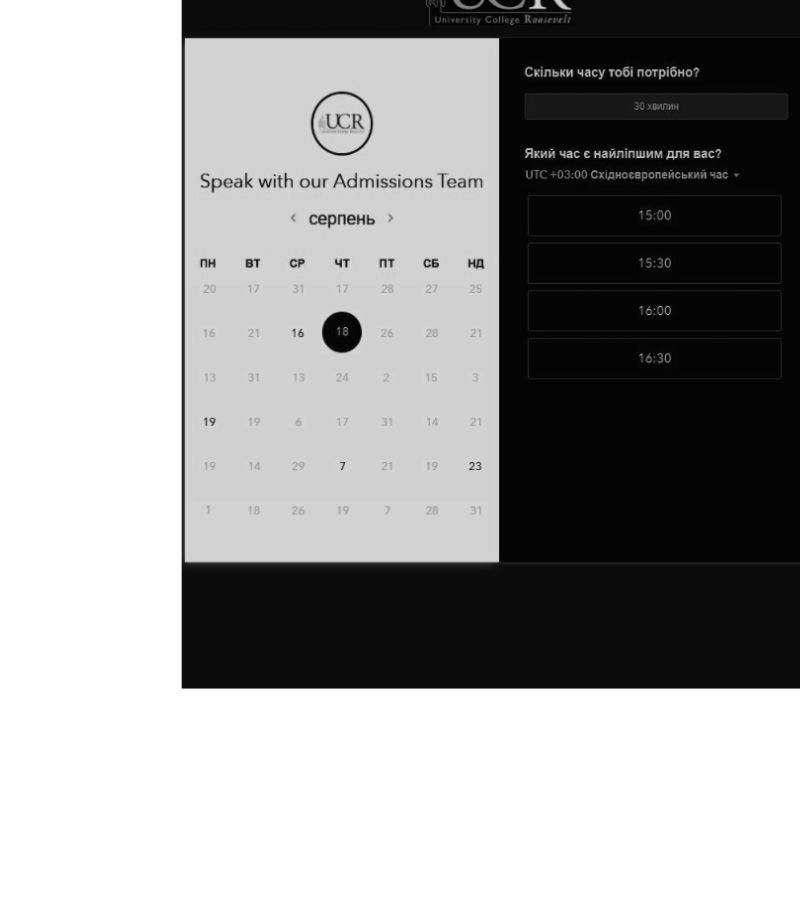 UCR
University College Roosevelt
UCR
Speak with our Admissions Team
< серпень >
ПН ВТ СР ЧТ ПТ СБ НД
20 17 31 17 28 27 25
16 21 16 18 26 28 21
13 31 13 24 2 15 3
19 19 6 17 31 14 21
19 14 29 7 21 19 23
1 18 26 19 7 28 31
Скільки часу тобі потрібно?
30 хвилин
Який час є найліпшим для вас?
UTC +03:00 Східноєвропейський час
15:00
15:30
16:00
16:30